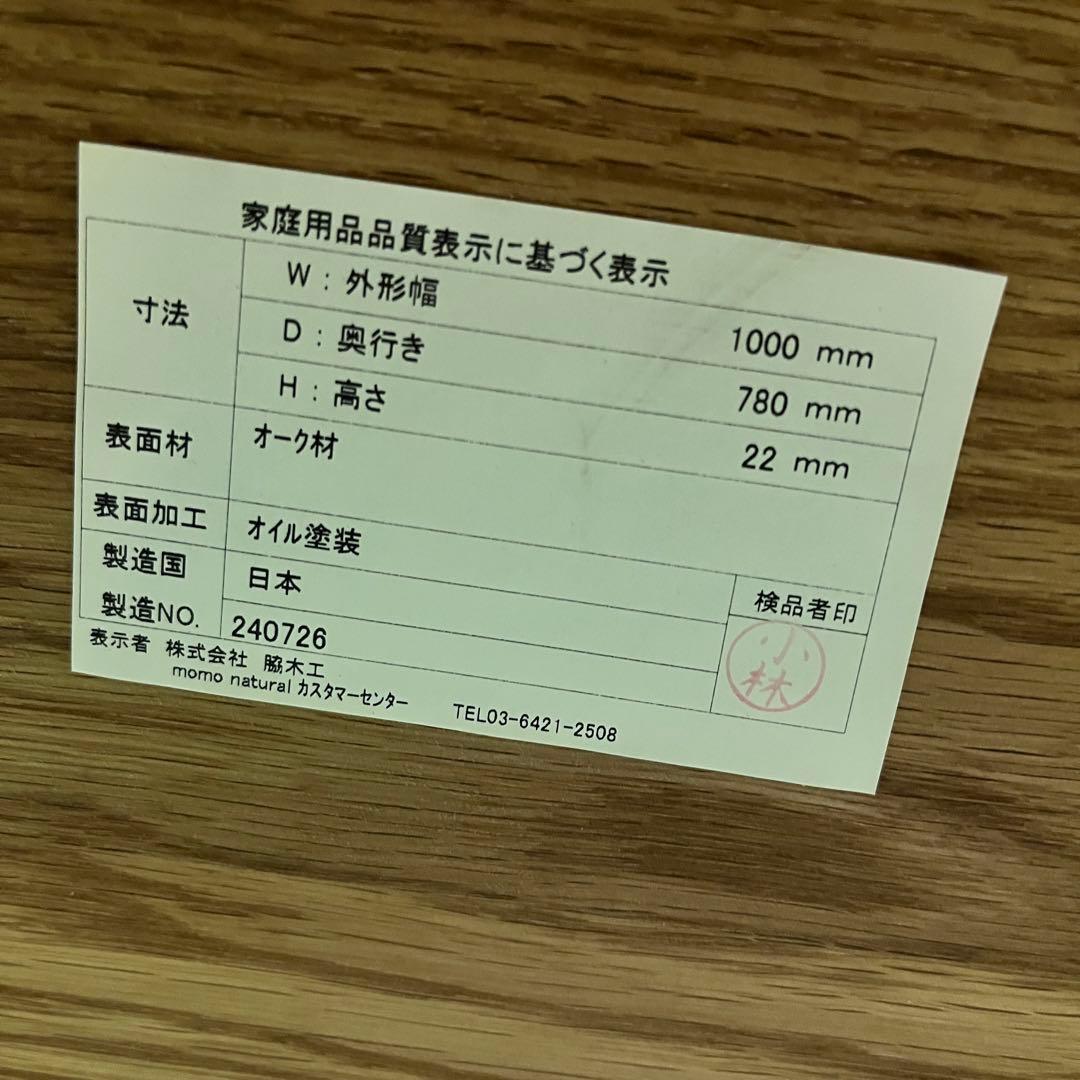 家庭用品品質表示に基づく表示
寸法
W：外形幅 1000 mm
D：奥行き 780 mm
H：高さ 22 mm
表面材 オーク材
表面加工 オイル塗装
製造国 日本
製造NO. 240726
検品者印
小林
表示者 株式会社 脇木工
momo natural カスタマーセンター TEL03-6421-2508